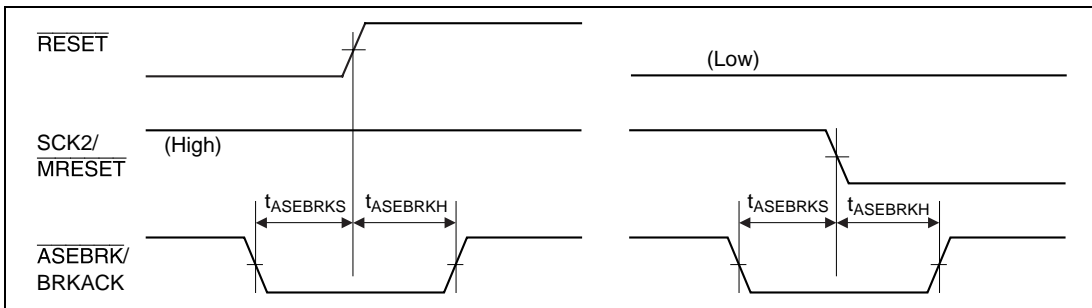 RESET
(Low)
SCK2/
MRESET
(High)
tASEBRKS
tASEBRKH
tASEBRKS
tASEBRKH
ASEBRK/
BRKACK